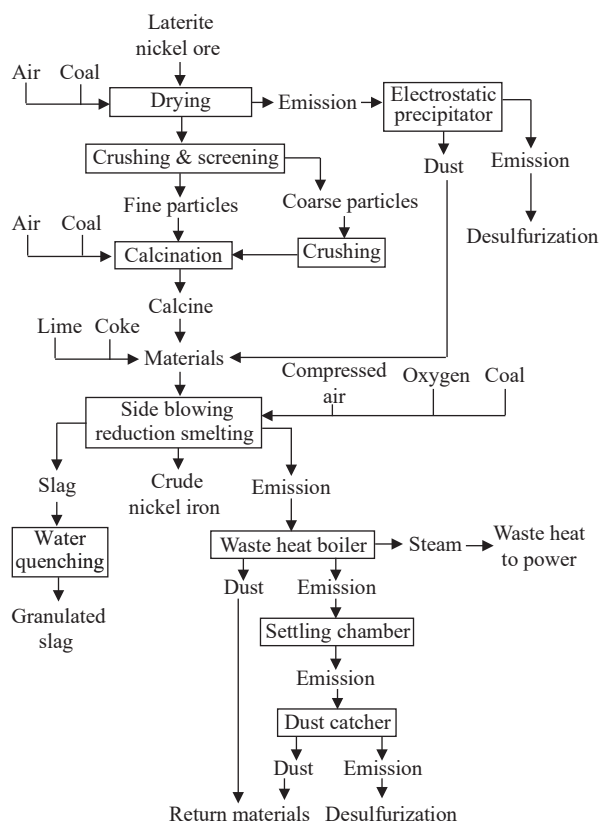 Laterite
nickel ore
Air
Coal
Drying
Emission
Electrostatic
precipitator
Crushing & screening
Dust
Emission
Fine particles
Coarse particles
Desulfurization
Air
Coal
Calcination
Crushing
Calcine
Lime
Coke
Materials
Compressed
air
Oxygen
Coal
Side blowing
reduction smelting
Slag
Crude
nickel iron
Emission
Water
quenching
Waste heat boiler
Steam
Waste heat
to power
Granulated
slag
Dust
Emission
Settling chamber
Emission
Dust catcher
Dust
Emission
Return materials
Desulfurization